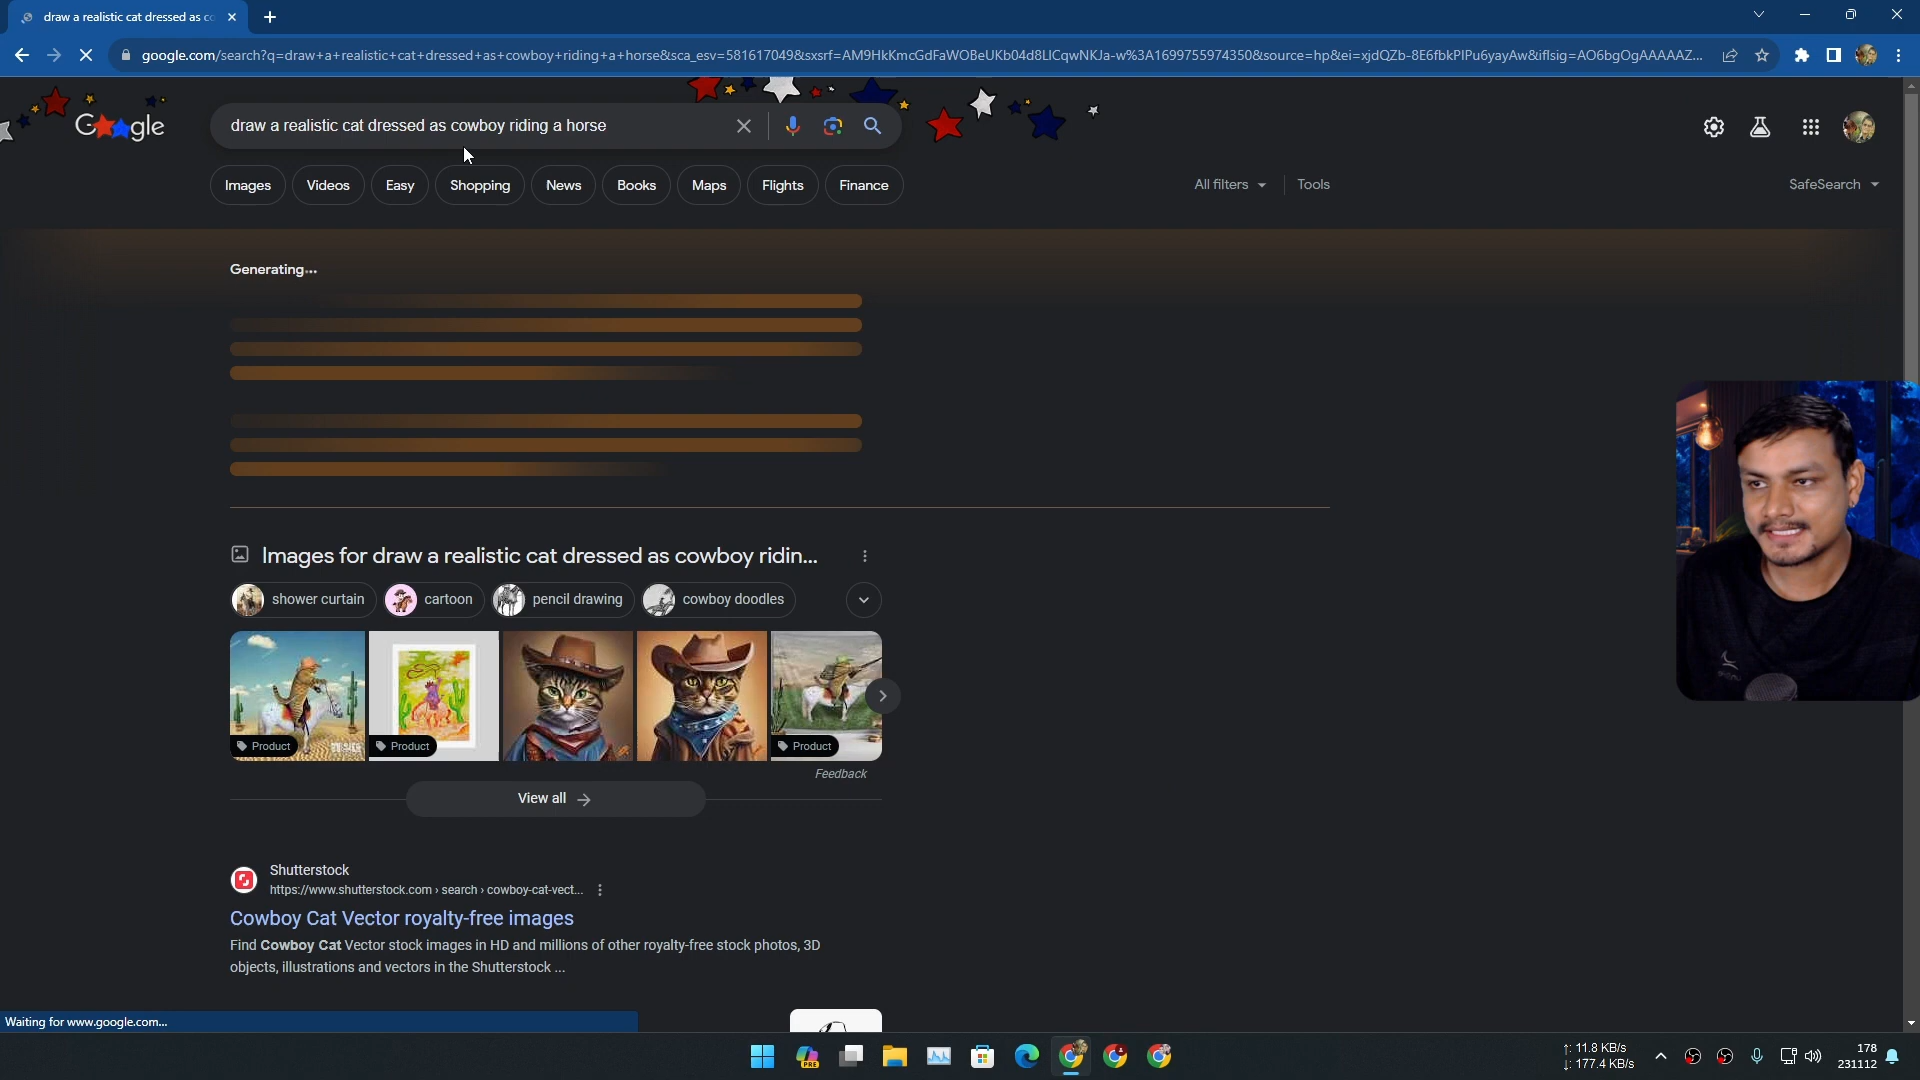 draw a realistic cat dressed as co
google.com/search?q=draw+a+realistic+cat+dressed+as+cowboy+riding+a+horse&sca_esv=581617049&sxsrf=AM9HkKmcGdFaWOBeUKb04d8LlCqwNKJa-w%3A1699755974350&source=hp&ei=xjdQZb-8E6fbkPIPu6yayAw&iflsig=AO6bgOgAAAAAZ...
Google
draw a realistic cat dressed as cowboy riding a horse
Images Videos Easy Shopping News Books Maps Flights Finance All filters Tools SafeSearch
Generating...
Images for draw a realistic cat dressed as cowboy ridin...
shower curtain cartoon pencil drawing cowboy doodles
Product Product Product
Feedback
View all
Shutterstock
https://www.shutterstock.com › search › cowboy-cat-vect...
Cowboy Cat Vector royalty-free images
Find Cowboy Cat Vector stock images in HD and millions of other royalty-free stock photos, 3D
objects, illustrations and vectors in the Shutterstock ...
Waiting for www.google.com...
PRE
11.8 KB/s
177.4 KB/s
178
231112